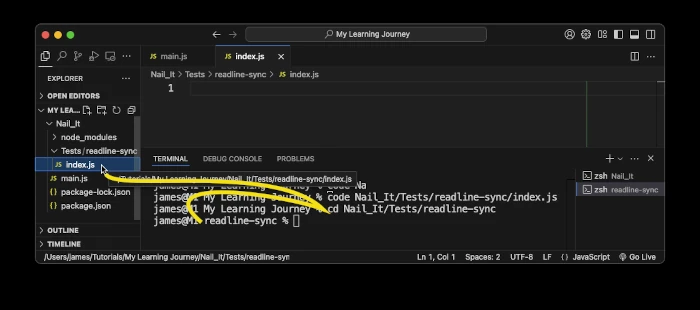 My Learning Journey
EXPLORER
JS main.js
JS index.js
Nail_It > Tests > readline-sync > JS index.js
1
OPEN EDITORS
MY LEA...
Nail_It
node_modules
Tests / readline-sync
JS index.js
JS main.js
package-lock.json
package.json
OUTLINE
TIMELINE
TERMINAL DEBUG CONSOLE PROBLEMS
/Tutorials/My Learning Journey/Nail_It/Tests/readline-sync/index.js
james@M1 My Learning Journey % code Na
james@M1 My Learning Journey % code Nail_It/Tests/readline-sync/index.js
james@M1 My Learning Journey % cd Nail_It/Tests/readline-sync
james@M1 readline-sync %
zsh Nail_It
zsh readline-sync
/Users/james/Tutorials/My Learning Journey/Nail_It/Tests/readline-syn
Ln 1, Col 1 Spaces: 2 UTF-8 LF {} JavaScript Go Live